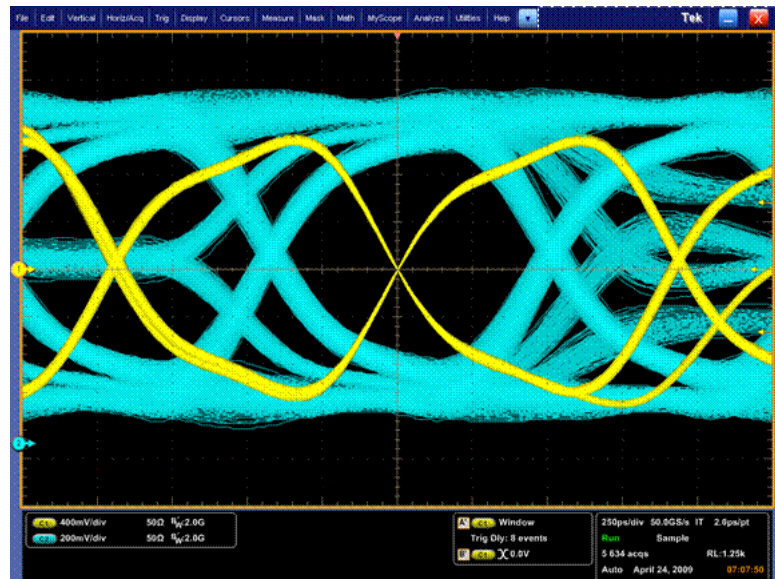 File Edit Vertical Horiz/Acq Trig Display Cursors Measure Mask Math MyScope Analyze Utilities Help Tek X
1
2
C1 400mV/div 50Ω BW:2.0G
C2 200mV/div 50Ω BW:2.0G
A' C1 Window
Trig Dly: 8 events
B' C1 0.0V
250ps/div 50.0GS/s IT 2.0ps/pt
Run Sample
5 634 acqs RL:1.25k
Auto April 24, 2009 07:07:50